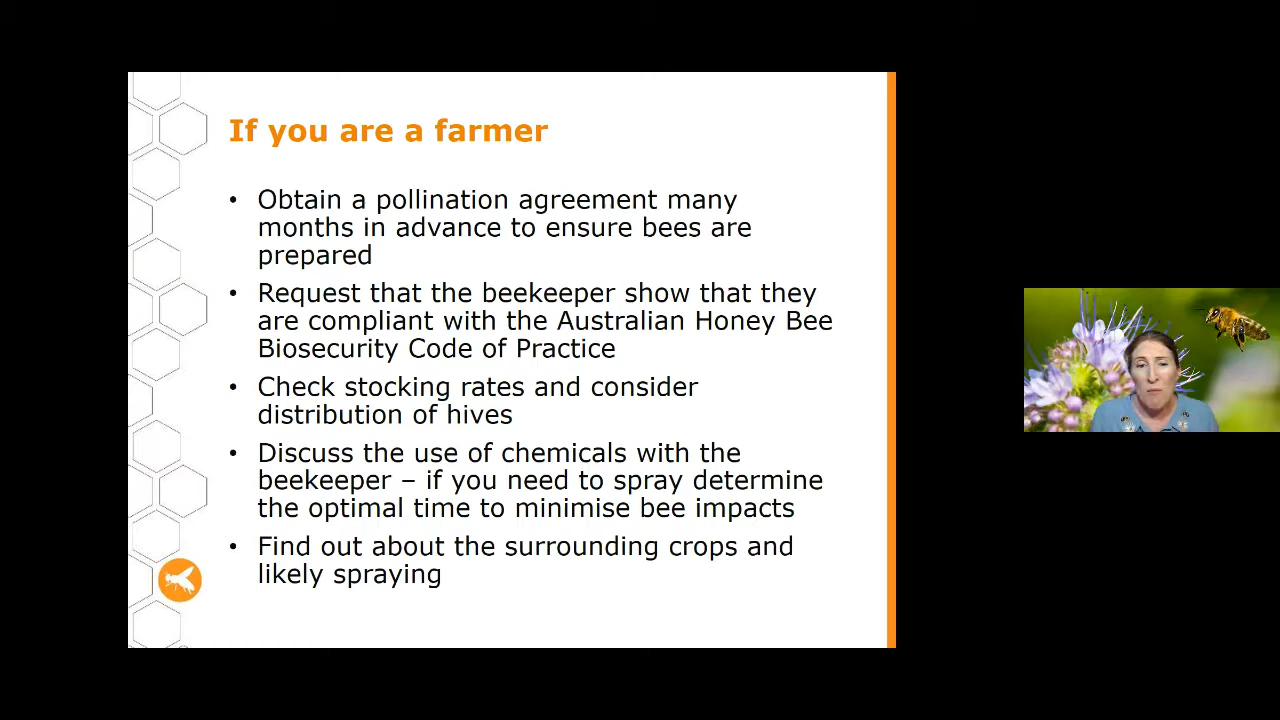 If you are a farmer
• Obtain a pollination agreement many
months in advance to ensure bees are
prepared
• Request that the beekeeper show that they
are compliant with the Australian Honey Bee
Biosecurity Code of Practice
• Check stocking rates and consider
distribution of hives
• Discuss the use of chemicals with the
beekeeper – if you need to spray determine
the optimal time to minimise bee impacts
• Find out about the surrounding crops and
likely spraying